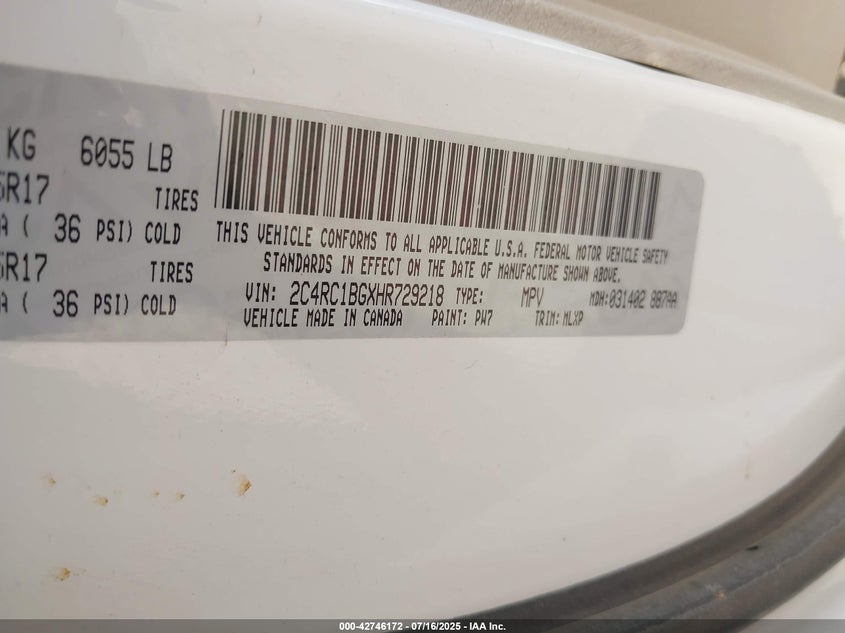 KG 6055 LB
5R17 TIRES
A ( 36 PSI) COLD
5R17 TIRES
A ( 36 PSI) COLD
THIS VEHICLE CONFORMS TO ALL APPLICABLE U.S.A. FEDERAL MOTOR VEHICLE SAFETY
STANDARDS IN EFFECT ON THE DATE OF MANUFACTURE SHOWN ABOVE.
VIN: 2C4RC1BGXHR729218 TYPE: MPV MDH:031402 887AA
VEHICLE MADE IN CANADA PAINT: PW7 TRIM: MLXP
000-42746172 - 07/16/2025 - IAA Inc.